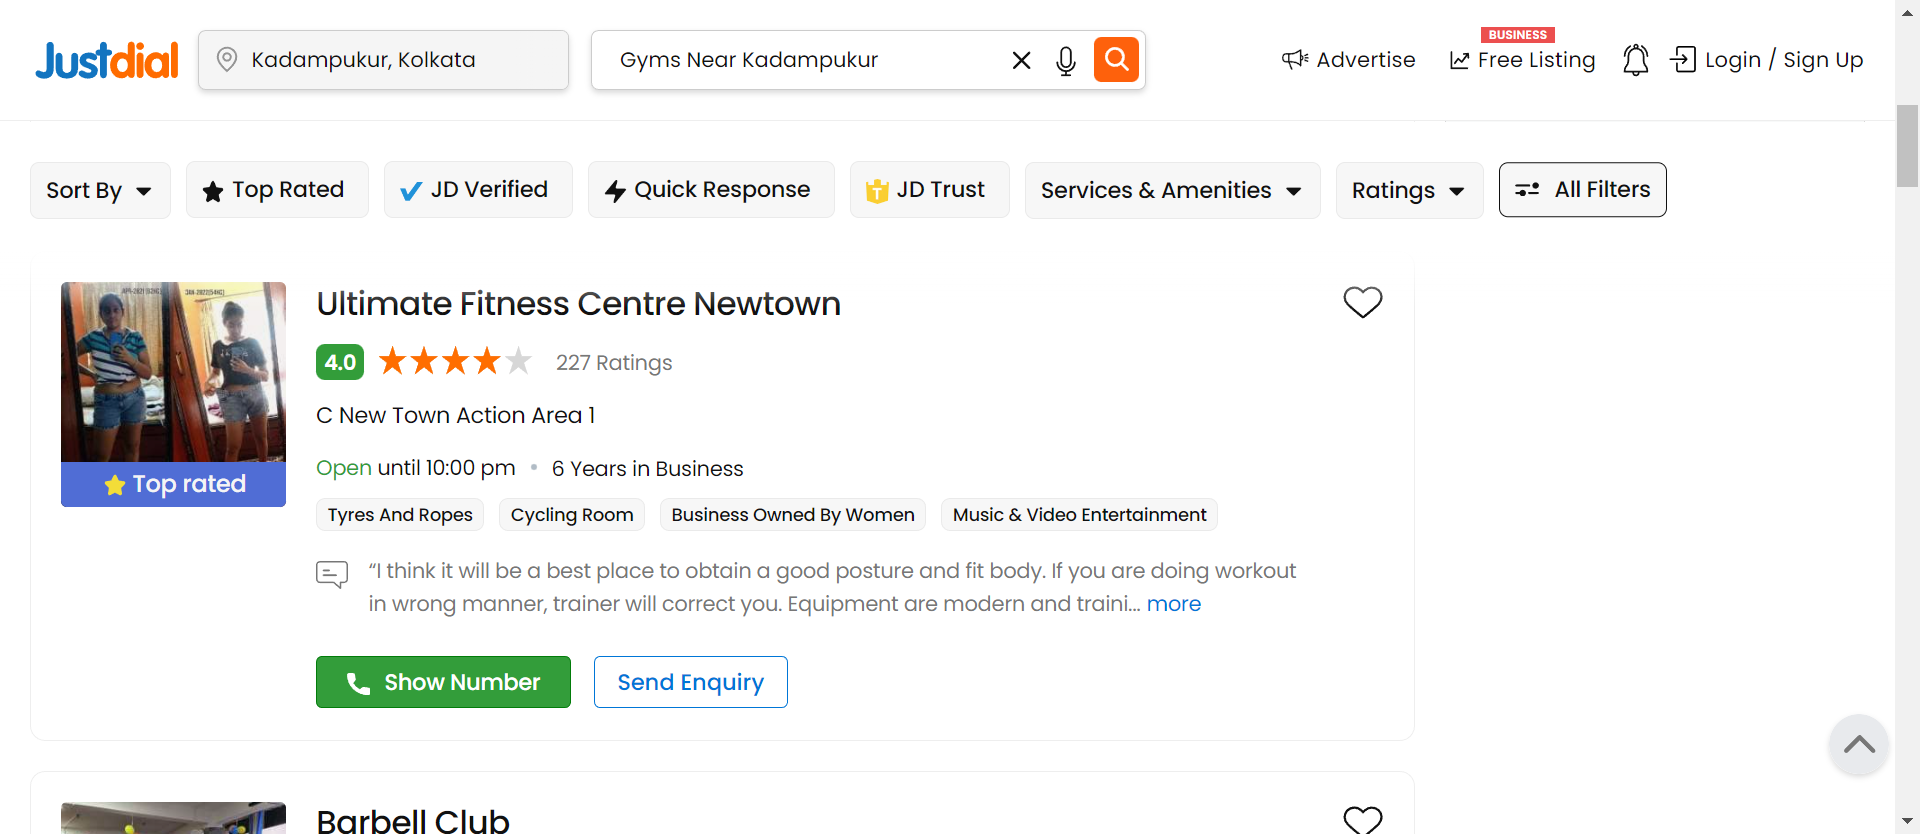 Justdial
Kadampukur, Kolkata
Gyms Near Kadampukur
Advertise
BUSINESS
Free Listing
Login / Sign Up
Sort By
Top Rated
JD Verified
Quick Response
T
JD Trust
Services & Amenities
Ratings
All Filters
Top rated
Ultimate Fitness Centre Newtown
4.0
227 Ratings
C New Town Action Area 1
Open until 10:00 pm • 6 Years in Business
Tyres And Ropes
Cycling Room
Business Owned By Women
Music & Video Entertainment
“I think it will be a best place to obtain a good posture and fit body. If you are doing workout
in wrong manner, trainer will correct you. Equipment are modern and traini... more
Show Number
Send Enquiry
Barbell Club